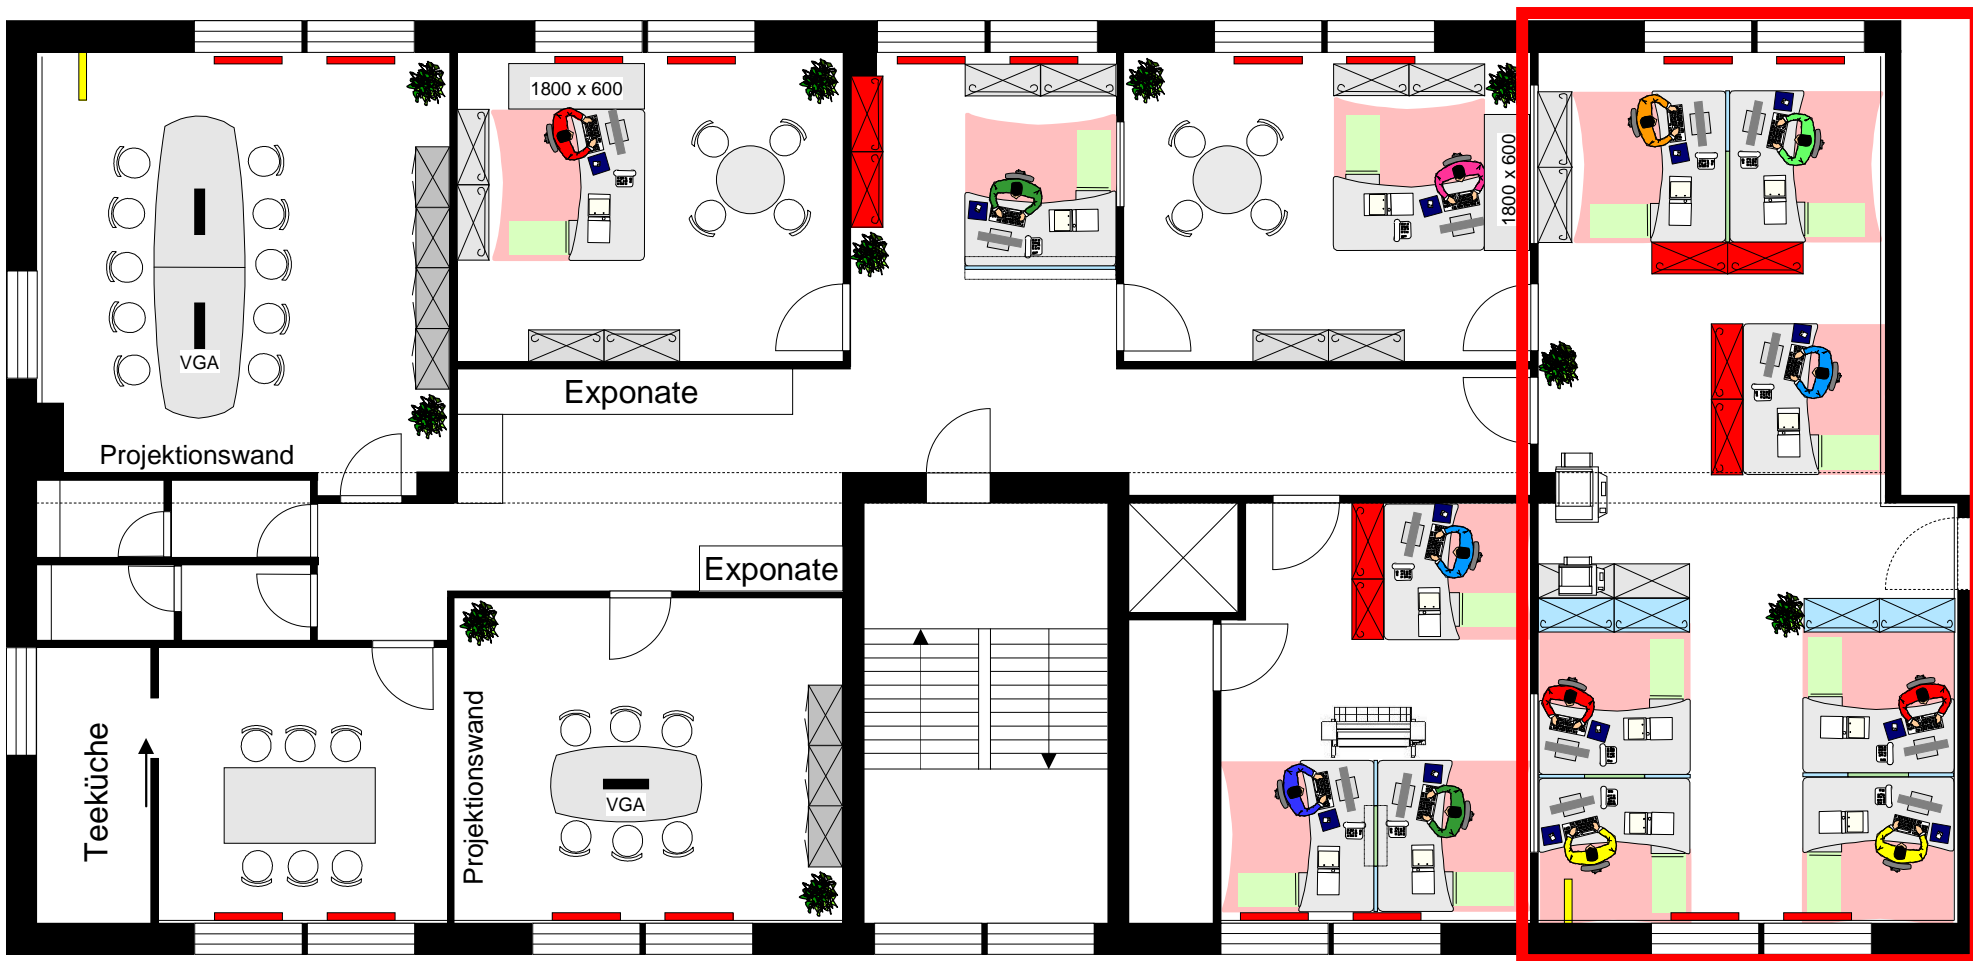 1800 x 600
1800 x 600
VGA
Exponate
Projektionswand
Exponate
Teeküche
Projektionswand
VGA